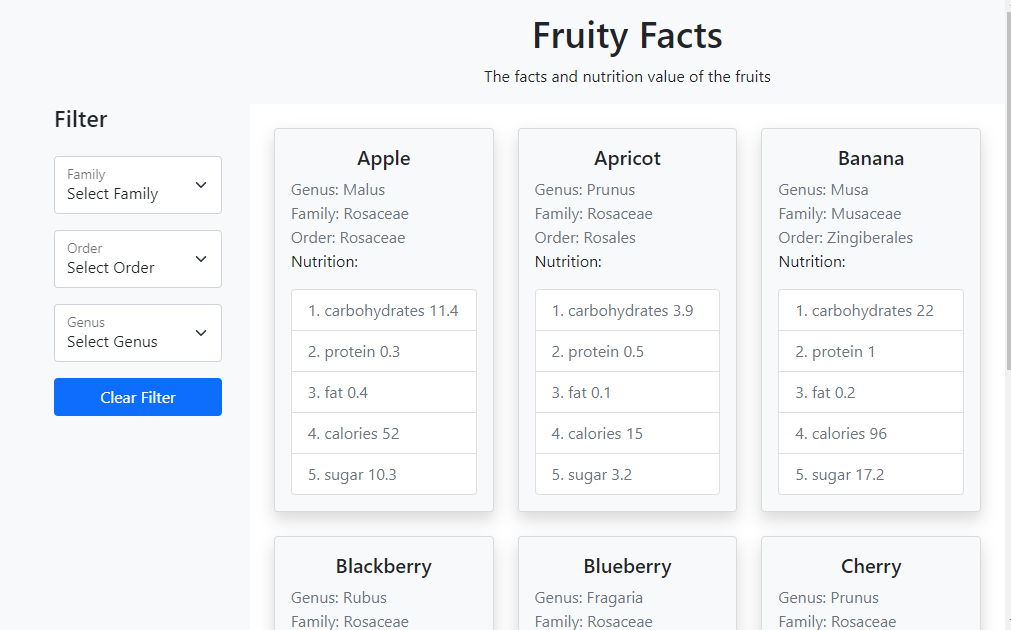 Fruity Facts
The facts and nutrition value of the fruits
Filter
Family
Select Family
Order
Select Order
Genus
Select Genus
Clear Filter
Apple
Genus: Malus
Family: Rosaceae
Order: Rosaceae
Nutrition:
1. carbohydrates 11.4
2. protein 0.3
3. fat 0.4
4. calories 52
5. sugar 10.3
Apricot
Genus: Prunus
Family: Rosaceae
Order: Rosales
Nutrition:
1. carbohydrates 3.9
2. protein 0.5
3. fat 0.1
4. calories 15
5. sugar 3.2
Banana
Genus: Musa
Family: Musaceae
Order: Zingiberales
Nutrition:
1. carbohydrates 22
2. protein 1
3. fat 0.2
4. calories 96
5. sugar 17.2
Blackberry
Genus: Rubus
Family: Rosaceae
Blueberry
Genus: Fragaria
Family: Rosaceae
Cherry
Genus: Prunus
Family: Rosaceae